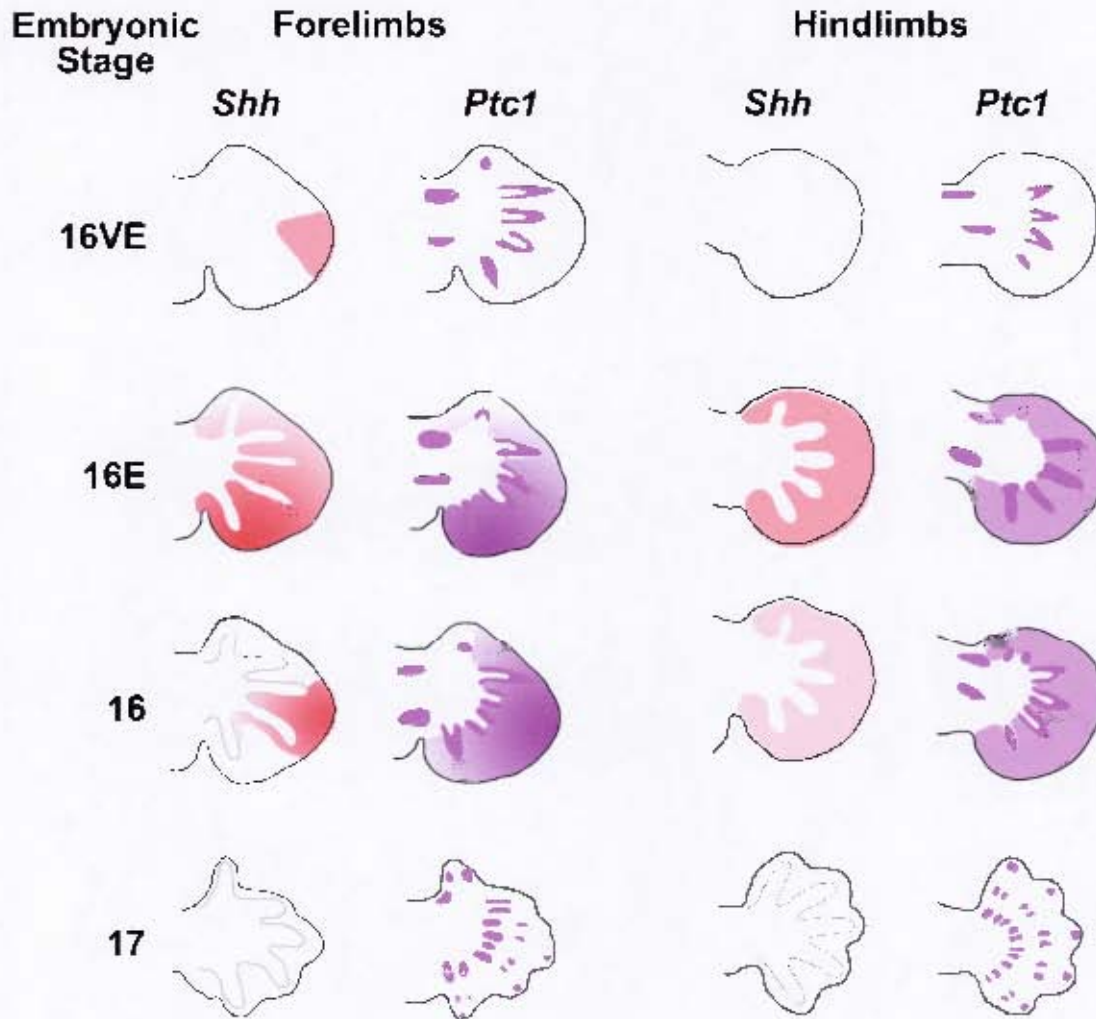 Embryonic Forelimbs Hindlimbs
Stage
Shh Ptc1 Shh Ptc1
16VE
16E
16
17